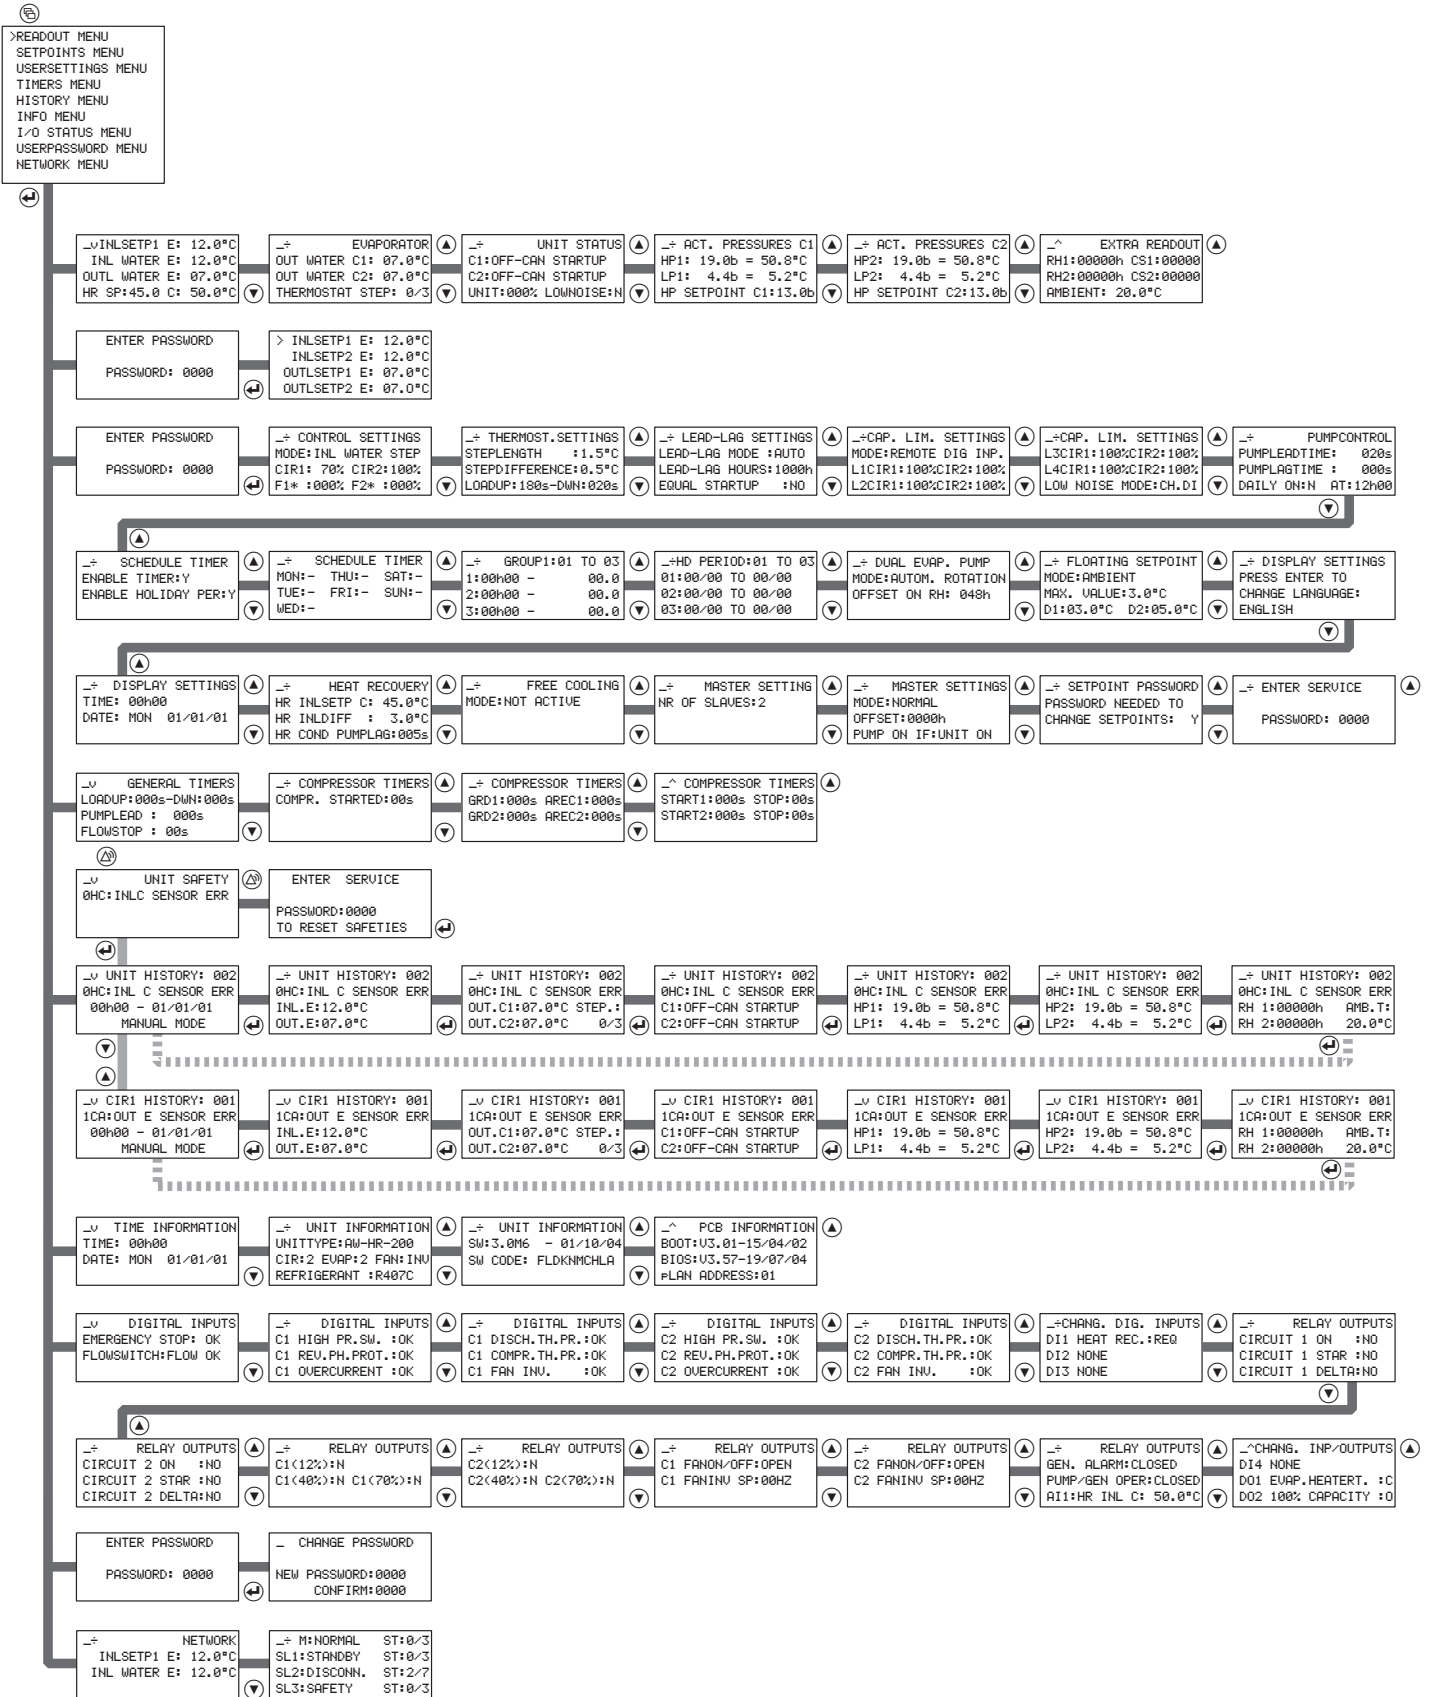 >READOUT MENU
SETPOINTS MENU
USERSETTINGS MENU
TIMERS MENU
HISTORY MENU
INFO MENU
I/O STATUS MENU
USERPASSWORD MENU
NETWORK MENU
_vINLSETP1 E: 12.0°C
INL WATER E: 12.0°C
OUTL WATER E: 07.0°C
HR SP:45.0 C: 50.0°C
_÷ EVAPORATOR
OUT WATER C1: 07.0°C
OUT WATER C2: 07.0°C
THERMOSTAT STEP: 0/3
_÷ UNIT STATUS
C1:OFF-CAN STARTUP
C2:OFF-CAN STARTUP
UNIT:000% LOWNOISE:N
_÷ ACT. PRESSURES C1
HP1: 19.0b = 50.8°C
LP1: 4.4b = 5.2°C
HP SETPOINT C1:13.0b
_÷ ACT. PRESSURES C2
HP2: 19.0b = 50.8°C
LP2: 4.4b = 5.2°C
HP SETPOINT C2:13.0b
_^ EXTRA READOUT
RH1:00000h CS1:00000
RH2:00000h CS2:00000
AMBIENT: 20.0°C
ENTER PASSWORD
PASSWORD: 0000
> INLSETP1 E: 12.0°C
INLSETP2 E: 12.0°C
OUTLSETP1 E: 07.0°C
OUTLSETP2 E: 07.0°C
ENTER PASSWORD
PASSWORD: 0000
_÷ CONTROL SETTINGS
MODE:INL WATER STEP
CIR1: 70% CIR2:100%
F1* :000% F2* :000%
_÷ THERMOST.SETTINGS
STEPLENGTH :1.5°C
STEPDIFFERENCE:0.5°C
LOADUP:180s-DWN:020s
_÷ LEAD-LAG SETTINGS
LEAD-LAG MODE :AUTO
LEAD-LAG HOURS:1000h
EQUAL STARTUP :NO
_÷CAP. LIM. SETTINGS
MODE:REMOTE DIG INP.
L1CIR1:100%CIR2:100%
L2CIR1:100%CIR2:100%
_÷CAP. LIM. SETTINGS
L3CIR1:100%CIR2:100%
L4CIR1:100%CIR2:100%
LOW NOISE MODE:CH.DI
_÷ PUMPCONTROL
PUMPLEADTIME: 020s
PUMPLAGTIME : 000s
DAILY ON:N AT:12h00
_÷ SCHEDULE TIMER
ENABLE TIMER:Y
ENABLE HOLIDAY PER:Y
_÷ SCHEDULE TIMER
MON:- THU:- SAT:-
TUE:- FRI:- SUN:-
WED:-
_÷ GROUP1:01 TO 03
1:00h00 - 00.0
2:00h00 - 00.0
3:00h00 - 00.0
_÷HD PERIOD:01 TO 03
01:00/00 TO 00/00
02:00/00 TO 00/00
03:00/00 TO 00/00
_÷ DUAL EVAP. PUMP
MODE:AUTOM. ROTATION
OFFSET ON RH: 048h
_÷ FLOATING SETPOINT
MODE:AMBIENT
MAX. VALUE:3.0°C
D1:03.0°C D2:05.0°C
_÷ DISPLAY SETTINGS
PRESS ENTER TO
CHANGE LANGUAGE:
ENGLISH
_÷ DISPLAY SETTINGS
TIME: 00h00
DATE: MON 01/01/01
_÷ HEAT RECOVERY
HR INLSETP C: 45.0°C
HR INLDIFF : 3.0°C
HR COND PUMPLAG:005s
_÷ FREE COOLING
MODE:NOT ACTIVE
_÷ MASTER SETTING
NR OF SLAVES:2
_÷ MASTER SETTINGS
MODE:NORMAL
OFFSET:0000h
PUMP ON IF:UNIT ON
_÷ SETPOINT PASSWORD
PASSWORD NEEDED TO
CHANGE SETPOINTS: Y
_÷ ENTER SERVICE
PASSWORD: 0000
_v GENERAL TIMERS
LOADUP:000s-DWN:000s
PUMPLEAD : 000s
FLOWSTOP : 00s
_÷ COMPRESSOR TIMERS
COMPR. STARTED:00s
_÷ COMPRESSOR TIMERS
GRD1:000s AREC1:000s
GRD2:000s AREC2:000s
_^ COMPRESSOR TIMERS
START1:000s STOP:00s
START2:000s STOP:00s
_v UNIT SAFETY
0HC:INLC SENSOR ERR
ENTER SERVICE
PASSWORD:0000
TO RESET SAFETIES
_v UNIT HISTORY: 002
0HC:INL C SENSOR ERR
00h00 - 01/01/01
MANUAL MODE
_÷ UNIT HISTORY: 002
0HC:INL C SENSOR ERR
INL.E:12.0°C
OUT.E:07.0°C
_÷ UNIT HISTORY: 002
0HC:INL C SENSOR ERR
OUT.C1:07.0°C STEP.:
OUT.C2:07.0°C 0/3
_÷ UNIT HISTORY: 002
0HC:INL C SENSOR ERR
C1:OFF-CAN STARTUP
C2:OFF-CAN STARTUP
_÷ UNIT HISTORY: 002
0HC:INL C SENSOR ERR
HP1: 19.0b = 50.8°C
LP1: 4.4b = 5.2°C
_÷ UNIT HISTORY: 002
0HC:INL C SENSOR ERR
HP2: 19.0b = 50.8°C
LP2: 4.4b = 5.2°C
_÷ UNIT HISTORY: 002
0HC:INL C SENSOR ERR
RH 1:00000h AMB.T:
RH 2:00000h 20.0°C
_v CIR1 HISTORY: 001
1CA:OUT E SENSOR ERR
00h00 - 01/01/01
MANUAL MODE
_v CIR1 HISTORY: 001
1CA:OUT E SENSOR ERR
INL.E:12.0°C
OUT.E:07.0°C
_v CIR1 HISTORY: 001
1CA:OUT E SENSOR ERR
OUT.C1:07.0°C STEP.:
OUT.C2:07.0°C 0/3
_v CIR1 HISTORY: 001
1CA:OUT E SENSOR ERR
C1:OFF-CAN STARTUP
C2:OFF-CAN STARTUP
_v CIR1 HISTORY: 001
1CA:OUT E SENSOR ERR
HP1: 19.0b = 50.8°C
LP1: 4.4b = 5.2°C
_v CIR1 HISTORY: 001
1CA:OUT E SENSOR ERR
HP2: 19.0b = 50.8°C
LP2: 4.4b = 5.2°C
_v CIR1 HISTORY: 001
1CA:OUT E SENSOR ERR
RH 1:00000h AMB.T:
RH 2:00000h 20.0°C
_v TIME INFORMATION
TIME: 00h00
DATE: MON 01/01/01
_÷ UNIT INFORMATION
UNITTYPE:AW-HR-200
CIR:2 EVAP:2 FAN:INV
REFRIGERANT :R407C
_÷ UNIT INFORMATION
SW:3.0M6 - 01/10/04
SW CODE: FLDKNMCHLA
_^ PCB INFORMATION
BOOT:V3.01-15/04/02
BIOS:V3.57-19/07/04
pLAN ADDRESS:01
_v DIGITAL INPUTS
EMERGENCY STOP: OK
FLOWSWITCH:FLOW OK
_÷ DIGITAL INPUTS
C1 HIGH PR.SW. :OK
C1 REV.PH.PROT.:OK
C1 OVERCURRENT :OK
_÷ DIGITAL INPUTS
C1 DISCH.TH.PR.:OK
C1 COMPR.TH.PR.:OK
C1 FAN INV. :OK
_÷ DIGITAL INPUTS
C2 HIGH PR.SW. :OK
C2 REV.PH.PROT.:OK
C2 OVERCURRENT :OK
_÷ DIGITAL INPUTS
C2 DISCH.TH.PR.:OK
C2 COMPR.TH.PR.:OK
C2 FAN INV. :OK
_÷CHANG. DIG. INPUTS
DI1 HEAT REC.:REQ
DI2 NONE
DI3 NONE
_÷ RELAY OUTPUTS
CIRCUIT 1 ON :NO
CIRCUIT 1 STAR :NO
CIRCUIT 1 DELTA:NO
_÷ RELAY OUTPUTS
CIRCUIT 2 ON :NO
CIRCUIT 2 STAR :NO
CIRCUIT 2 DELTA:NO
_÷ RELAY OUTPUTS
C1(12%):N
C1(40%):N C1(70%):N
_÷ RELAY OUTPUTS
C2(12%):N
C2(40%):N C2(70%):N
_÷ RELAY OUTPUTS
C1 FANON/OFF:OPEN
C1 FANINV SP:00HZ
_÷ RELAY OUTPUTS
C2 FANON/OFF:OPEN
C2 FANINV SP:00HZ
_÷ RELAY OUTPUTS
GEN. ALARM:CLOSED
PUMP/GEN OPER:CLOSED
AI1:HR INL C: 50.0°C
_^CHANG. INP/OUTPUTS
DI4 NONE
DO1 EVAP.HEATERT. :C
DO2 100% CAPACITY :O
ENTER PASSWORD
PASSWORD: 0000
_ CHANGE PASSWORD
NEW PASSWORD:0000
CONFIRM:0000
_÷ NETWORK
INLSETP1 E: 12.0°C
INL WATER E: 12.0°C
_÷ M:NORMAL ST:0/3
SL1:STANDBY ST:0/3
SL2:DISCONN. ST:2/7
SL3:SAFETY ST:0/3